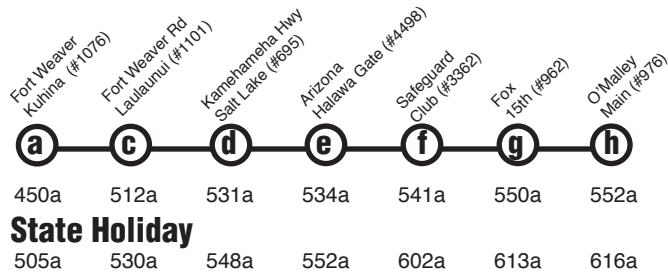 Fort Weaver
Kuhina (#1076)
Fort Weaver Rd
Laulaunui (#1101)
Kamehameha Hwy
Salt Lake (#695)
Arizona
Halawa Gate (#4498)
Safeguard
Club (#3362)
Fox
15th (#962)
O'Malley
Main (#976)
a c d e f g h
450a 512a 531a 534a 541a 550a 552a
State Holiday
505a 530a 548a 552a 602a 613a 616a